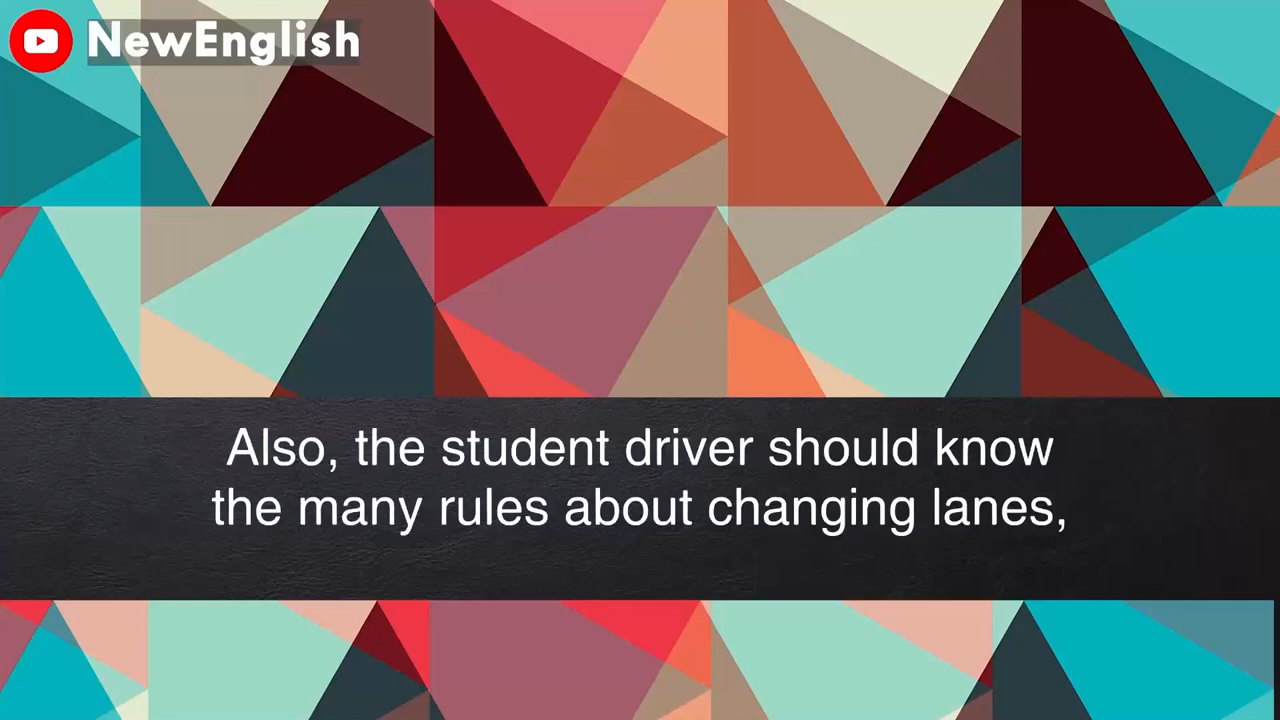 NewEnglish
Also, the student driver should know
the many rules about changing lanes,